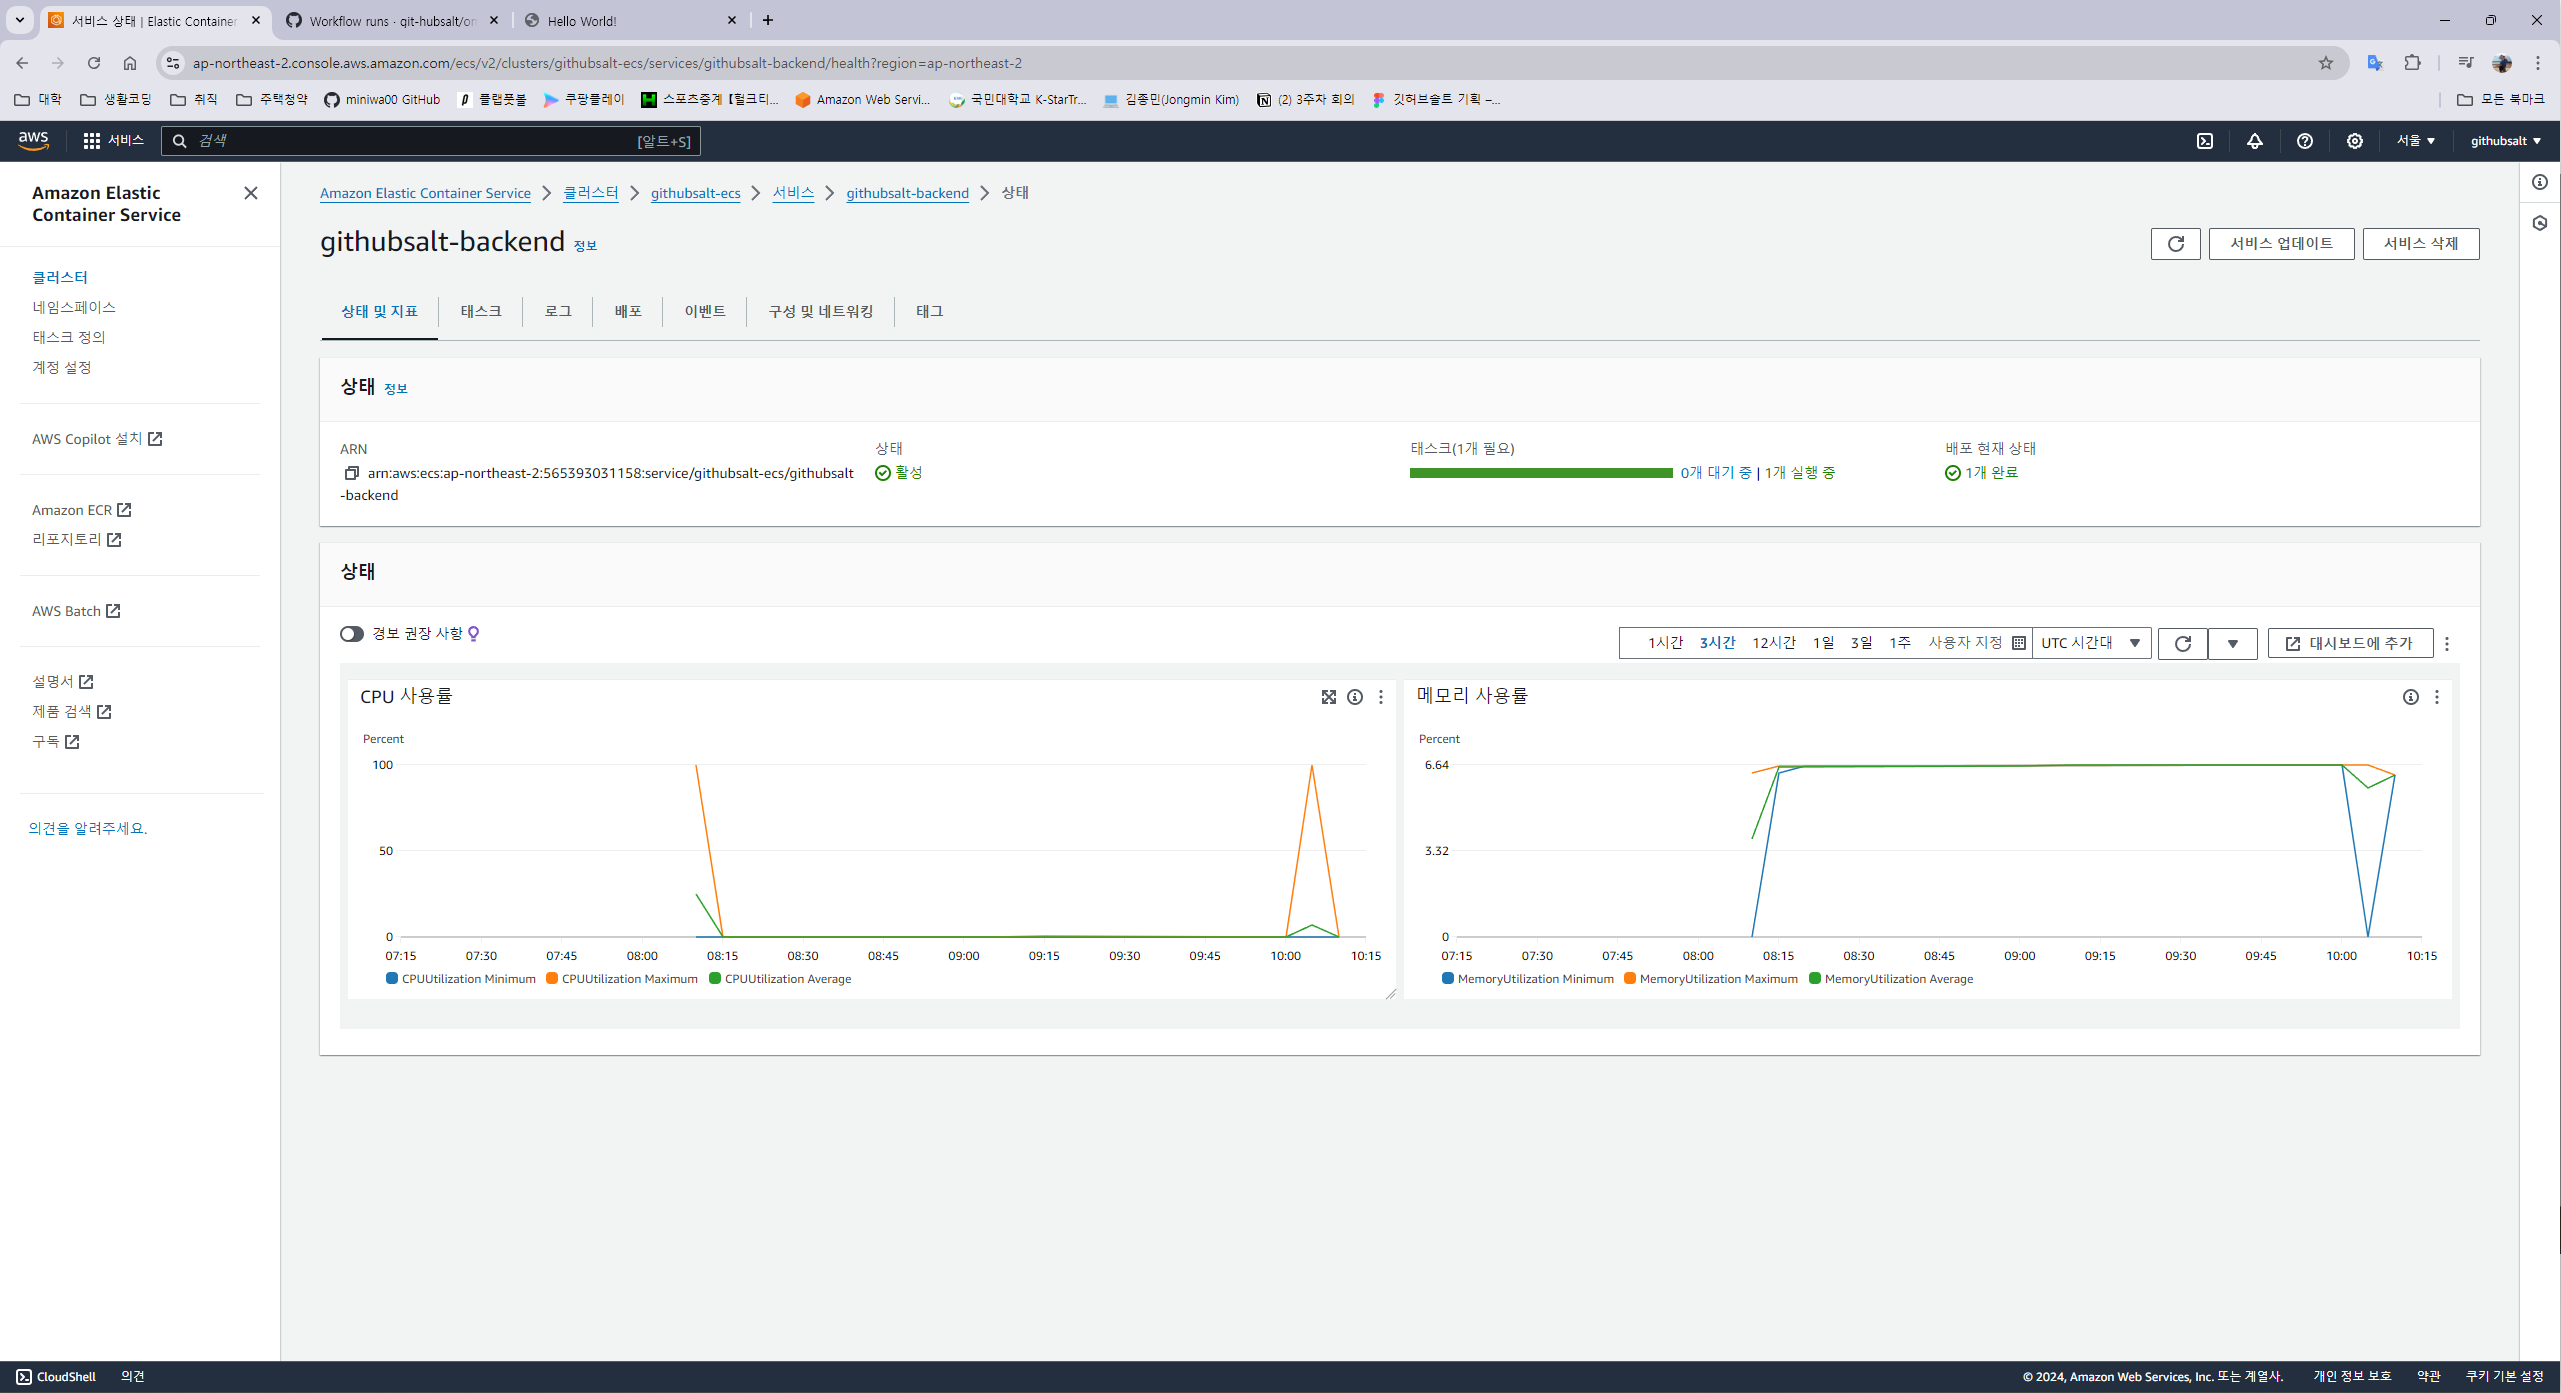 서비스 상태 | Elastic Container
Workflow runs · git-hubsalt/on
Hello World!
ap-northeast-2.console.aws.amazon.com/ecs/v2/clusters/githubsalt-ecs/services/githubsalt-backend/health?region=ap-northeast-2
대학 생활코딩 취직 주택청약 miniwa00 GitHub 플랩풋볼 쿠팡플레이 스포츠중계【헐크티... Amazon Web Servi... 국민대학교 K-StarTr... 김종민(Jongmin Kim) (2) 3주차 회의 깃허브솔트 기획 –... 모든 북마크
aws 서비스 검색 [알트+S] 서울 githubsalt
Amazon Elastic
Container Service
클러스터
네임스페이스
태스크 정의
계정 설정
AWS Copilot 설치
Amazon ECR
리포지토리
AWS Batch
설명서
제품 검색
구독
의견을 알려주세요.
Amazon Elastic Container Service 클러스터 githubsalt-ecs 서비스 githubsalt-backend 상태
githubsalt-backend 정보
서비스 업데이트 서비스 삭제
상태 및 지표 태스크 로그 배포 이벤트 구성 및 네트워킹 태그
상태 정보
ARN
arn:aws:ecs:ap-northeast-2:565393031158:service/githubsalt-ecs/githubsalt
-backend
상태
활성
태스크(1개 필요)
0개 대기 중 | 1개 실행 중
배포 현재 상태
1개 완료
상태
경보 권장 사항
1시간 3시간 12시간 1일 3일 1주 사용자 지정 UTC 시간대 대시보드에 추가
CPU 사용률
Percent
100
50
0
07:15 07:30 07:45 08:00 08:15 08:30 08:45 09:00 09:15 09:30 09:45 10:00 10:15
CPUUtilization Minimum CPUUtilization Maximum CPUUtilization Average
메모리 사용률
Percent
6.64
3.32
0
07:15 07:30 07:45 08:00 08:15 08:30 08:45 09:00 09:15 09:30 09:45 10:00 10:15
MemoryUtilization Minimum MemoryUtilization Maximum MemoryUtilization Average
CloudShell 의견 © 2024, Amazon Web Services, Inc. 또는 계열사. 개인 정보 보호 약관 쿠키 기본 설정